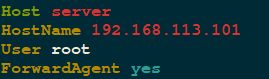 Host server
HostName 192.168.113.101
User root
ForwardAgent yes